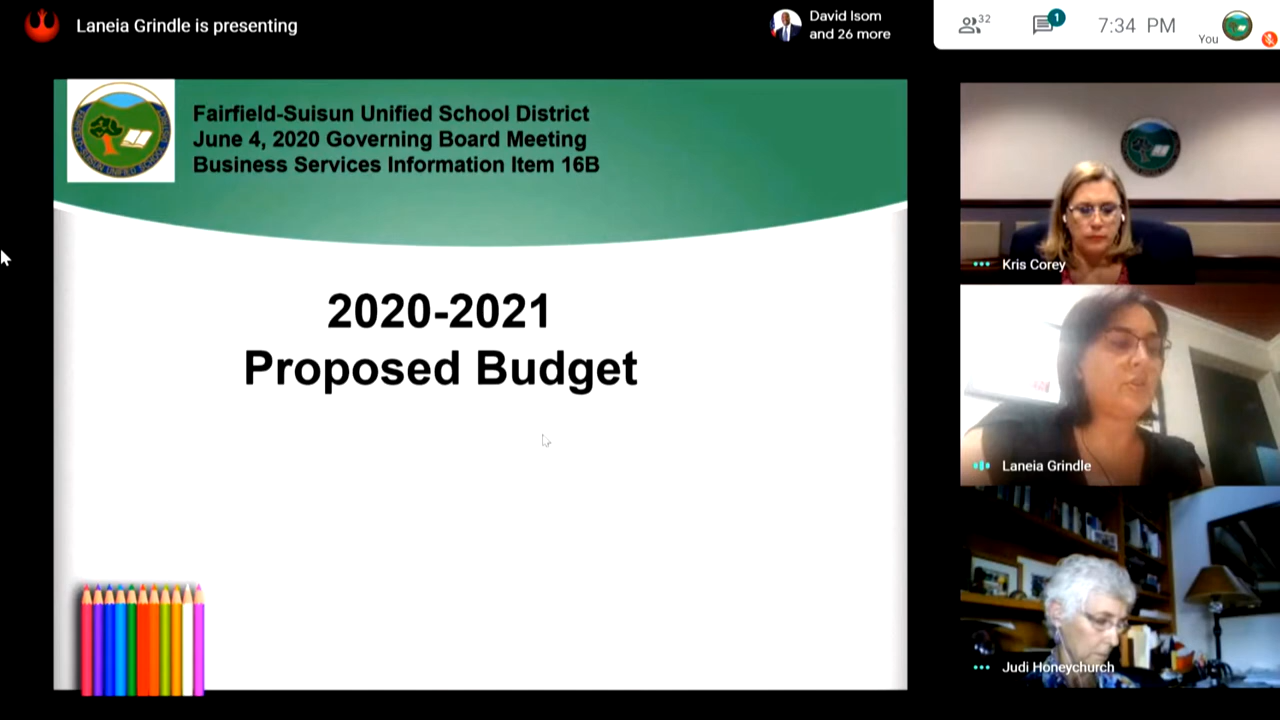 Laneia Grindle is presenting
David Isom
and 26 more
32
1
7:34 PM
You
Fairfield-Suisun Unified School District
June 4, 2020 Governing Board Meeting
Business Services Information Item 16B
2020-2021
Proposed Budget
Kris Corey
Laneia Grindle
Judi Honeychurch